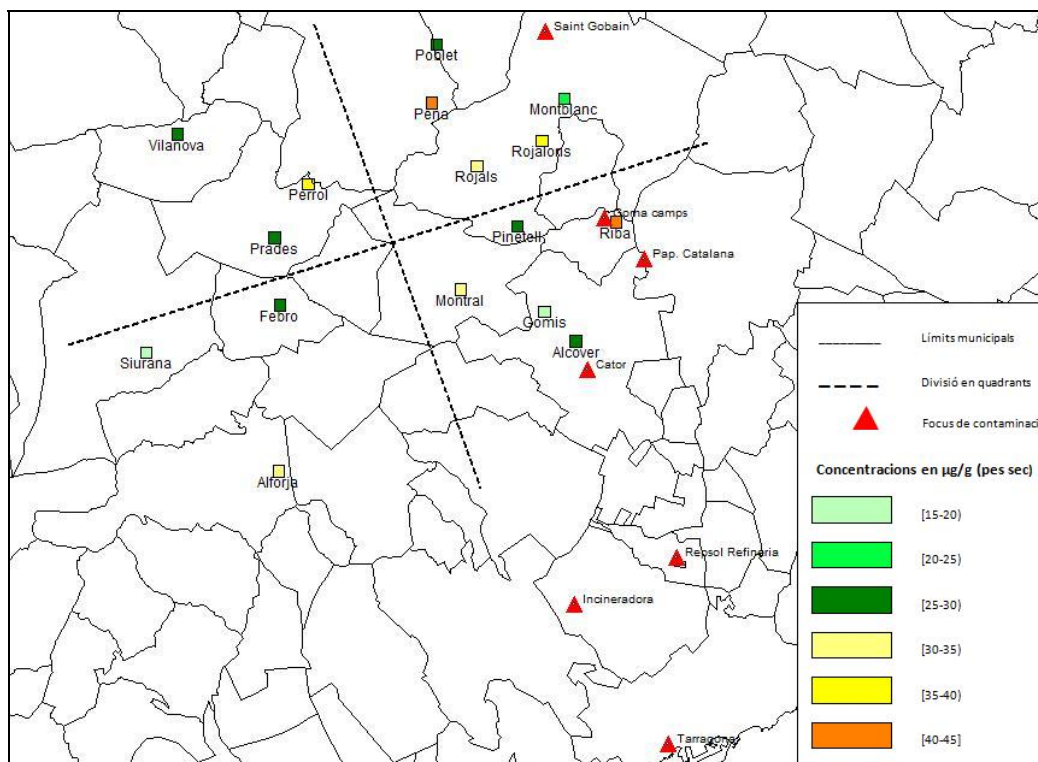 Saint Gobain
Poblet
Pena
Montblanc
Vilanova
Rojalons
Rojals
Perrol
Goma camps
Riba
Pinetell
Prades
Pap. Catalana
Montral
Febro
Gomis
Siurana
Alcover
Cator
Alforja
Repsol Refineria
Incineradora
Tarragona
Límits municipals
Divisió en quadrants
Focus de contaminaci
Concentracions en µg/g (pes sec)
[15-20)
[20-25)
[25-30)
[30-35)
[35-40)
[40-45]